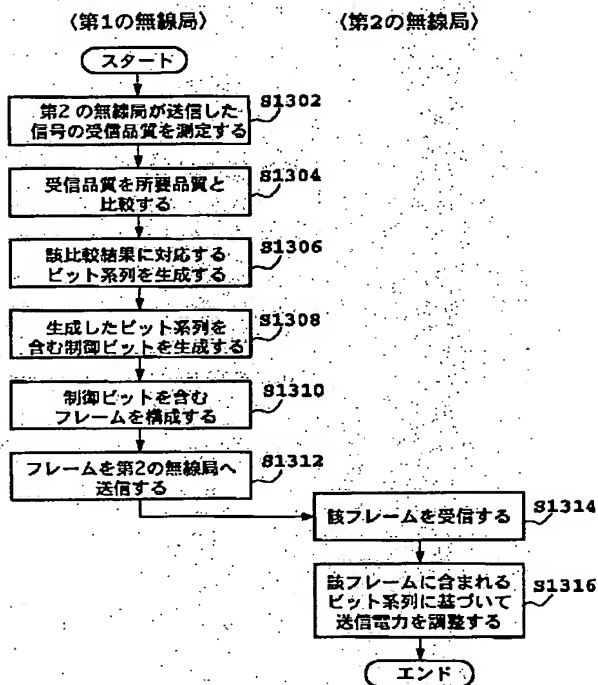 〈第1の無線局〉
〈第2の無線局〉
スタート
第2の無線局が送信した
信号の受信品質を測定する
S1302
受信品質を所要品質と
比較する
S1304
該比較結果に対応する
ビット系列を生成する
S1306
生成したビット系列を
含む制御ビットを生成する
S1308
制御ビットを含む
フレームを構成する
S1310
フレームを第2の無線局へ
送信する
S1312
該フレームを受信する
S1314
該フレームに含まれる
ビット系列に基づいて
送信電力を調整する
S1316
エンド